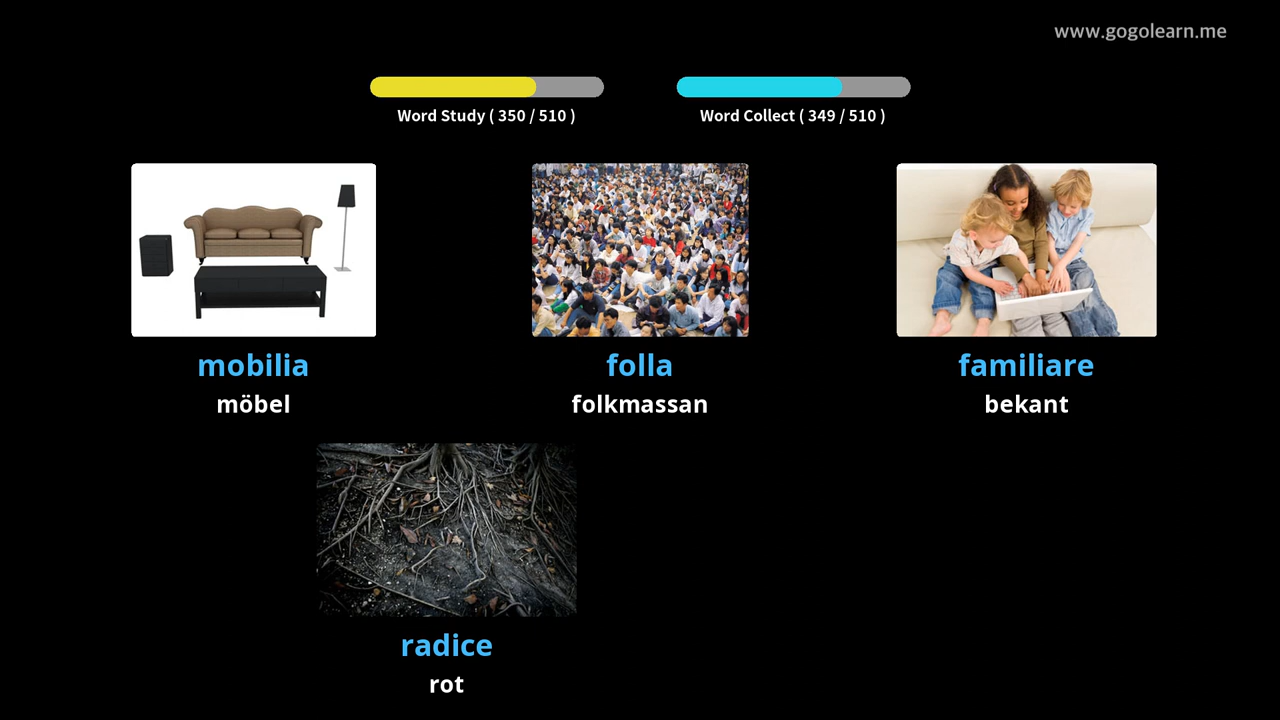 www.gogolearn.me
Word Study ( 350 / 510 )
Word Collect ( 349 / 510 )
mobilia
möbel
folla
folkmassan
familiare
bekant
radice
rot